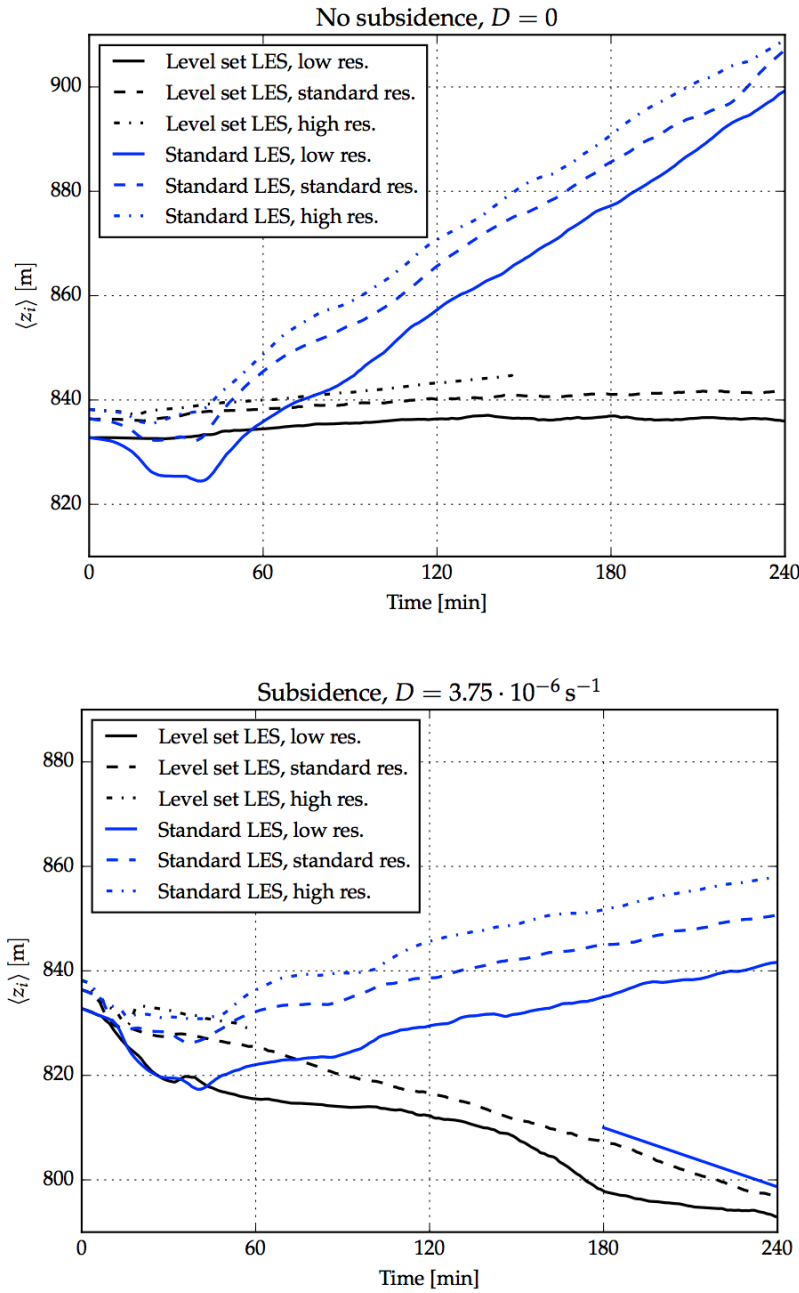 No subsidence, D = 0
Level set LES, low res.
Level set LES, standard res.
Level set LES, high res.
Standard LES, low res.
Standard LES, standard res.
Standard LES, high res.
900
880
860
840
820
⟨zᵢ⟩ [m]
0 60 120 180 240
Time [min]
Subsidence, D = 3.75 · 10⁻⁶ s⁻¹
Level set LES, low res.
Level set LES, standard res.
Level set LES, high res.
Standard LES, low res.
Standard LES, standard res.
Standard LES, high res.
880
860
840
820
800
⟨zᵢ⟩ [m]
0 60 120 180 240
Time [min]